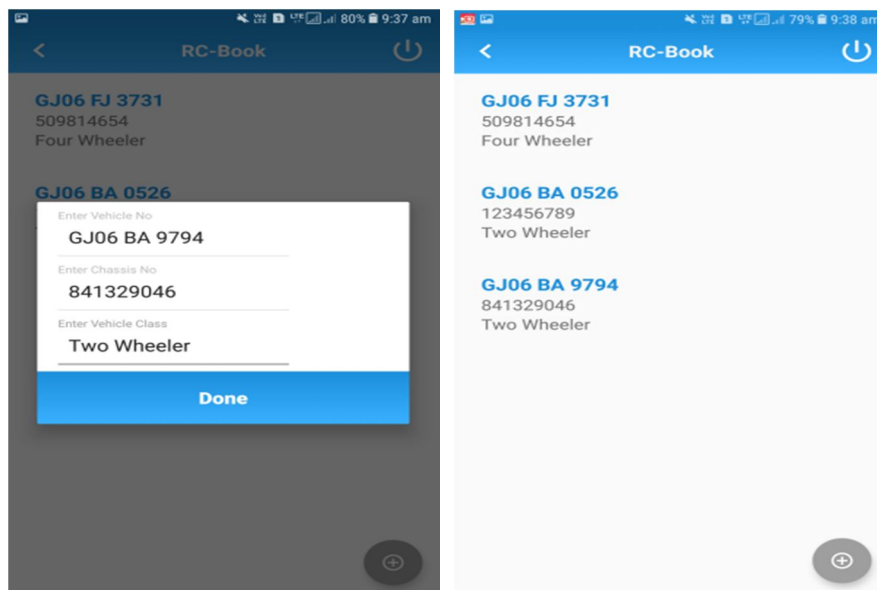 80% 9:37 am
RC-Book
GJ06 FJ 3731
509814654
Four Wheeler
GJ06 BA 0526
Enter Vehicle No
GJ06 BA 9794
Enter Chassis No
841329046
Enter Vehicle Class
Two Wheeler
Done
79% 9:38 am
RC-Book
GJ06 FJ 3731
509814654
Four Wheeler
GJ06 BA 0526
123456789
Two Wheeler
GJ06 BA 9794
841329046
Two Wheeler